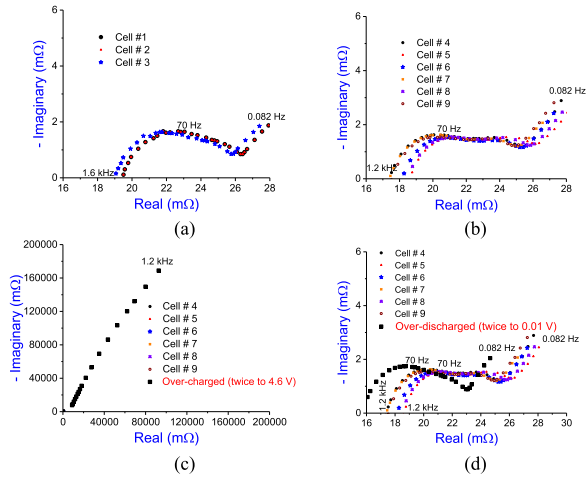 6
4
2
0
- Imaginary (mΩ)
Cell #1
Cell # 2
Cell # 3
70 Hz
0.082 Hz
1.6 kHz
16 18 20 22 24 26 28
Real (mΩ)
(a)
6
4
2
0
- Imaginary (mΩ)
Cell # 4
Cell # 5
Cell # 6
Cell # 7
Cell # 8
Cell # 9
70 Hz
0.082 Hz
1.2 kHz
16 18 20 22 24 26 28
Real (mΩ)
(b)
200000
160000
120000
80000
40000
0
- Imaginary (mΩ)
1.2 kHz
Cell # 4
Cell # 5
Cell # 6
Cell # 7
Cell # 8
Cell # 9
Over-charged (twice to 4.6 V)
0 40000 80000 120000 160000 200000
Real (mΩ)
(c)
6
4
2
0
- Imaginary (mΩ)
Cell # 4
Cell # 5
Cell # 6
Cell # 7
Cell # 8
Cell # 9
Over-discharged (twice to 0.01 V)
0.082 Hz
70 Hz
70 Hz
0.082 Hz
1.2 kHz
1.2 kHz
16 18 20 22 24 26 28 30
Real (mΩ)
(d)